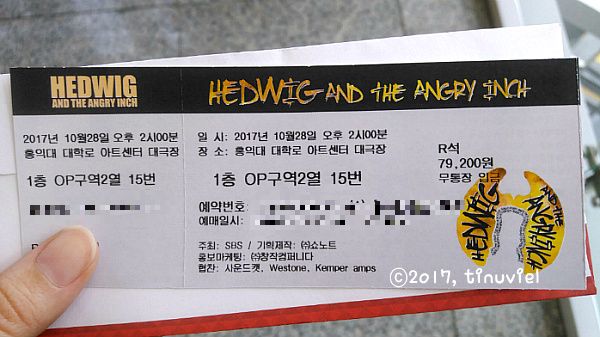 HEDWIG
AND THE ANGRY INCH
2017년 10월28일 오후 2시00분
홍익대 대학로 아트센터 대극장
1층 OP구역2열 15번
HEDWIG AND THE ANGRY INCH
일 시: 2017년 10월28일 오후 2시00분
장 소: 홍익대 대학로 아트센터 대극장
1층 OP구역2열 15번
예약번호:
예매일시:
주최: SBS / 기획제작: ㈜쇼노트
홍보마케팅: ㈜창작컴퍼니다
협찬: 사운드캣, Westone, Kemper amps
R석
79,200원
무통장 입금
HEDWIG
AND THE
ANGRY INCH
©2017, tinuviel